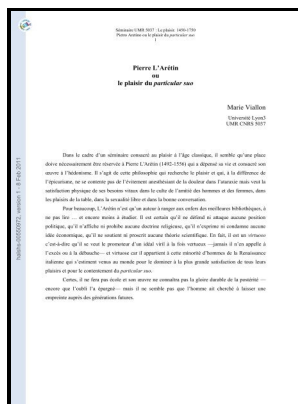 Séminaire UMR 5037 : Le plaisir. 1450-1750
Pierre Arétino ou le plaisir du particular suo
1
Pierre L'Arétin
ou
le plaisir du particular suo
Marie Viallon
Université Lyon3
UMR CNRS 5037
Dans le cadre d'un séminaire consacré au plaisir à l'âge classique, il semble qu'une place
doive nécessairement être réservée à Pierre L'Arétin (1492-1556) qui a dépensé sa vie et consacré son
œuvre à l'hédonisme. Il s'agit de cette philosophie qui recherche le plaisir et qui, à la différence de
l'épicurisme, ne se contente pas de l'évitement anesthésiant de la douleur dans l'ataraxie mais veut la
satisfaction physique de ses besoins vitaux dans le cadre de l'amitié des hommes et des femmes, dans
les plaisirs de la table, dans la sexualité libre et dans la bonne conversation.
Pour beaucoup, L'Arétin n'est qu'un auteur à ranger aux enfers des meilleures bibliothèques, à
ne pas lire ... et encore moins à étudier. Il est certain qu'il ne défend ni attaque aucune position
politique, qu'il n'affiche ni prohibe aucune doctrine religieuse, qu'il n'exprime ni condamne aucune
idée économique, qu'il ne soutient ni proscrit aucune théorie scientifique. En fait, il est un virtuoso
c'est-à-dire qu'il se veut le promoteur d'un idéal viril à la fois vertueux —jamais il n'en appelle à
l'excès ou à la débauche— et virtuose car il appartient à cette minorité d'hommes de la Renaissance
italienne qui s'estiment venus au monde pour le dominer à la plus grande satisfaction de tous leurs
plaisirs et pour le contentement du particular suo.
Certes, il ne fera pas école et son œuvre ne connaîtra pas la gloire durable de la postérité —
encore que l'oubli l'a épargné— mais il ne semble pas que l'homme ait cherché à laisser une
empreinte auprès des générations futures.
halshs-00550972, version 1 - 8 Feb 2011